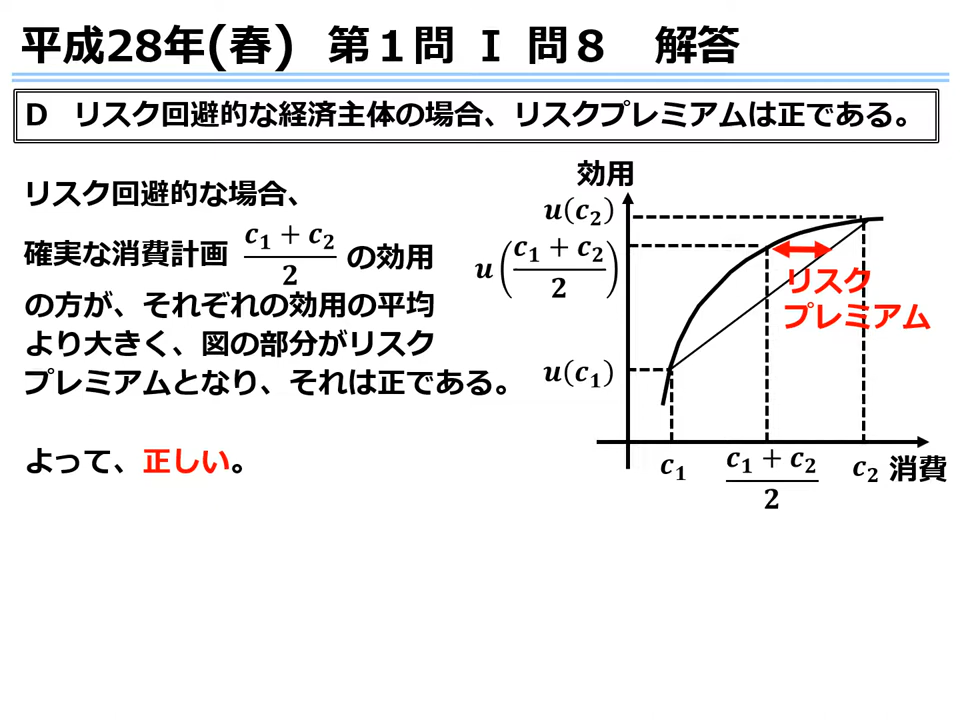 平成28年(春) 第１問 Ⅰ 問８ 解答
D リスク回避的な経済主体の場合、リスクプレミアムは正である。
リスク回避的な場合、
確実な消費計画 (c₁ + c₂)/2 の効用
の方が、それぞれの効用の平均
より大きく、図の部分がリスク
プレミアムとなり、それは正である。
よって、正しい。
効用
u(c₂)
u((c₁ + c₂)/2)
リスク
プレミアム
u(c₁)
c₁ (c₁ + c₂)/2 c₂ 消費